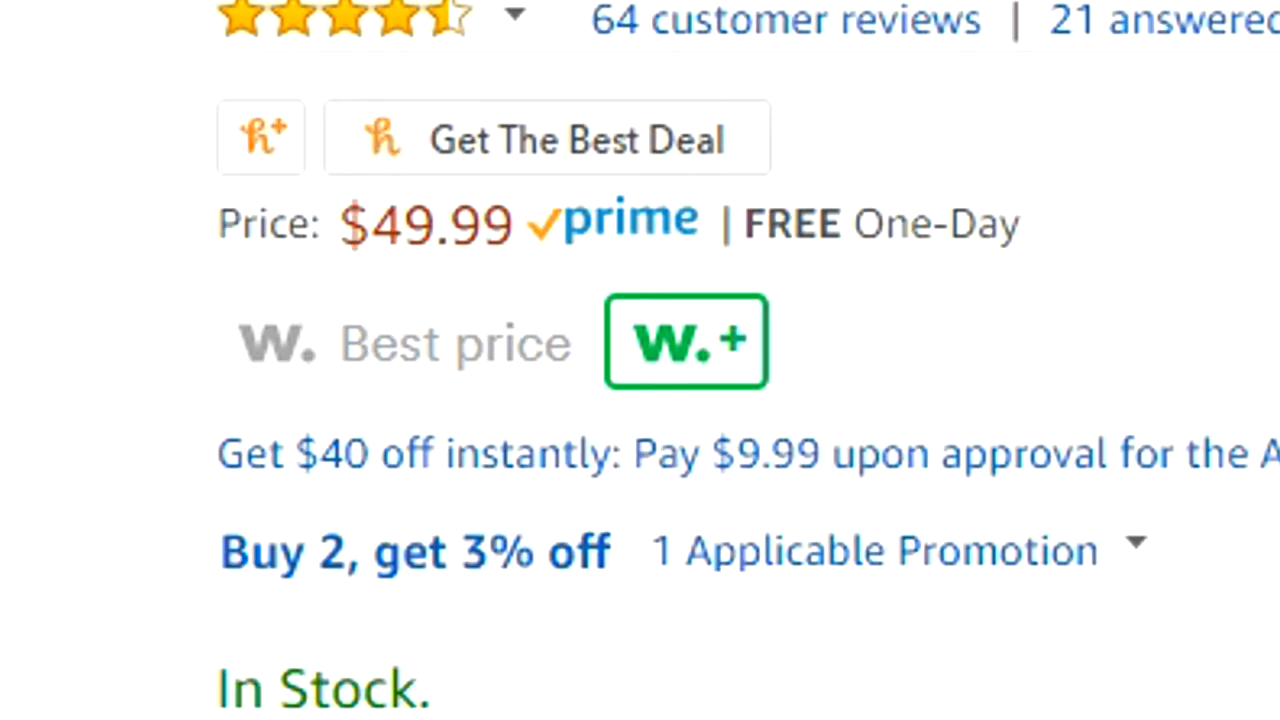 64 customer reviews | 21 answered
h+ h Get The Best Deal
Price: $49.99 prime | FREE One-Day
w. Best price w.+
Get $40 off instantly: Pay $9.99 upon approval for the A
Buy 2, get 3% off 1 Applicable Promotion
In Stock.